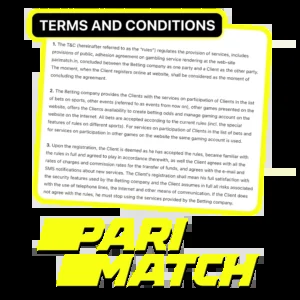 TERMS AND CONDITIONS
1. The T&C (hereinafter referred to as the "rules") regulates the provision of services, includes
provision of public, adhesion agreement on gambling service rendering at the web-site
parimatch.in, concluded between the Betting company as one party and a Client as the other party.
The moment, when the Client registers online at website, shall be considered as the moment of
concluding the agreement.
2. The Betting company provides the Clients with the services on participation of Clients in the list
of bets on sports, other events (referred to as events from now on), other games presented on the
website, offers the Clients availability to create betting odds and manage gaming account on the
website on the internet. All bets are accepted according to the current rules (incl. the special
features of rules on different sports). For services on participation of Clients in the list of bets and
for services on participation in other games on the website the same gaming account is used.
3. Upon the registration, the Client is deemed as he has accepted the rules, became familiar with
the rules in full and agreed to play in accordance therewith, as well the Client agrees with all the
rates of charges and commission rates for the transfer of funds, and agrees with the e-mail and
SMS notifications about new services. The Client's registration shall mean his full satisfaction with
the security features used by the Betting company and the Client assumes in full all risks associated
with the use of telephone lines, the Internet and other means of communication; if the Client does
not agree with the rules, he must stop using the services provided by the Betting company.
PARI
MATCH